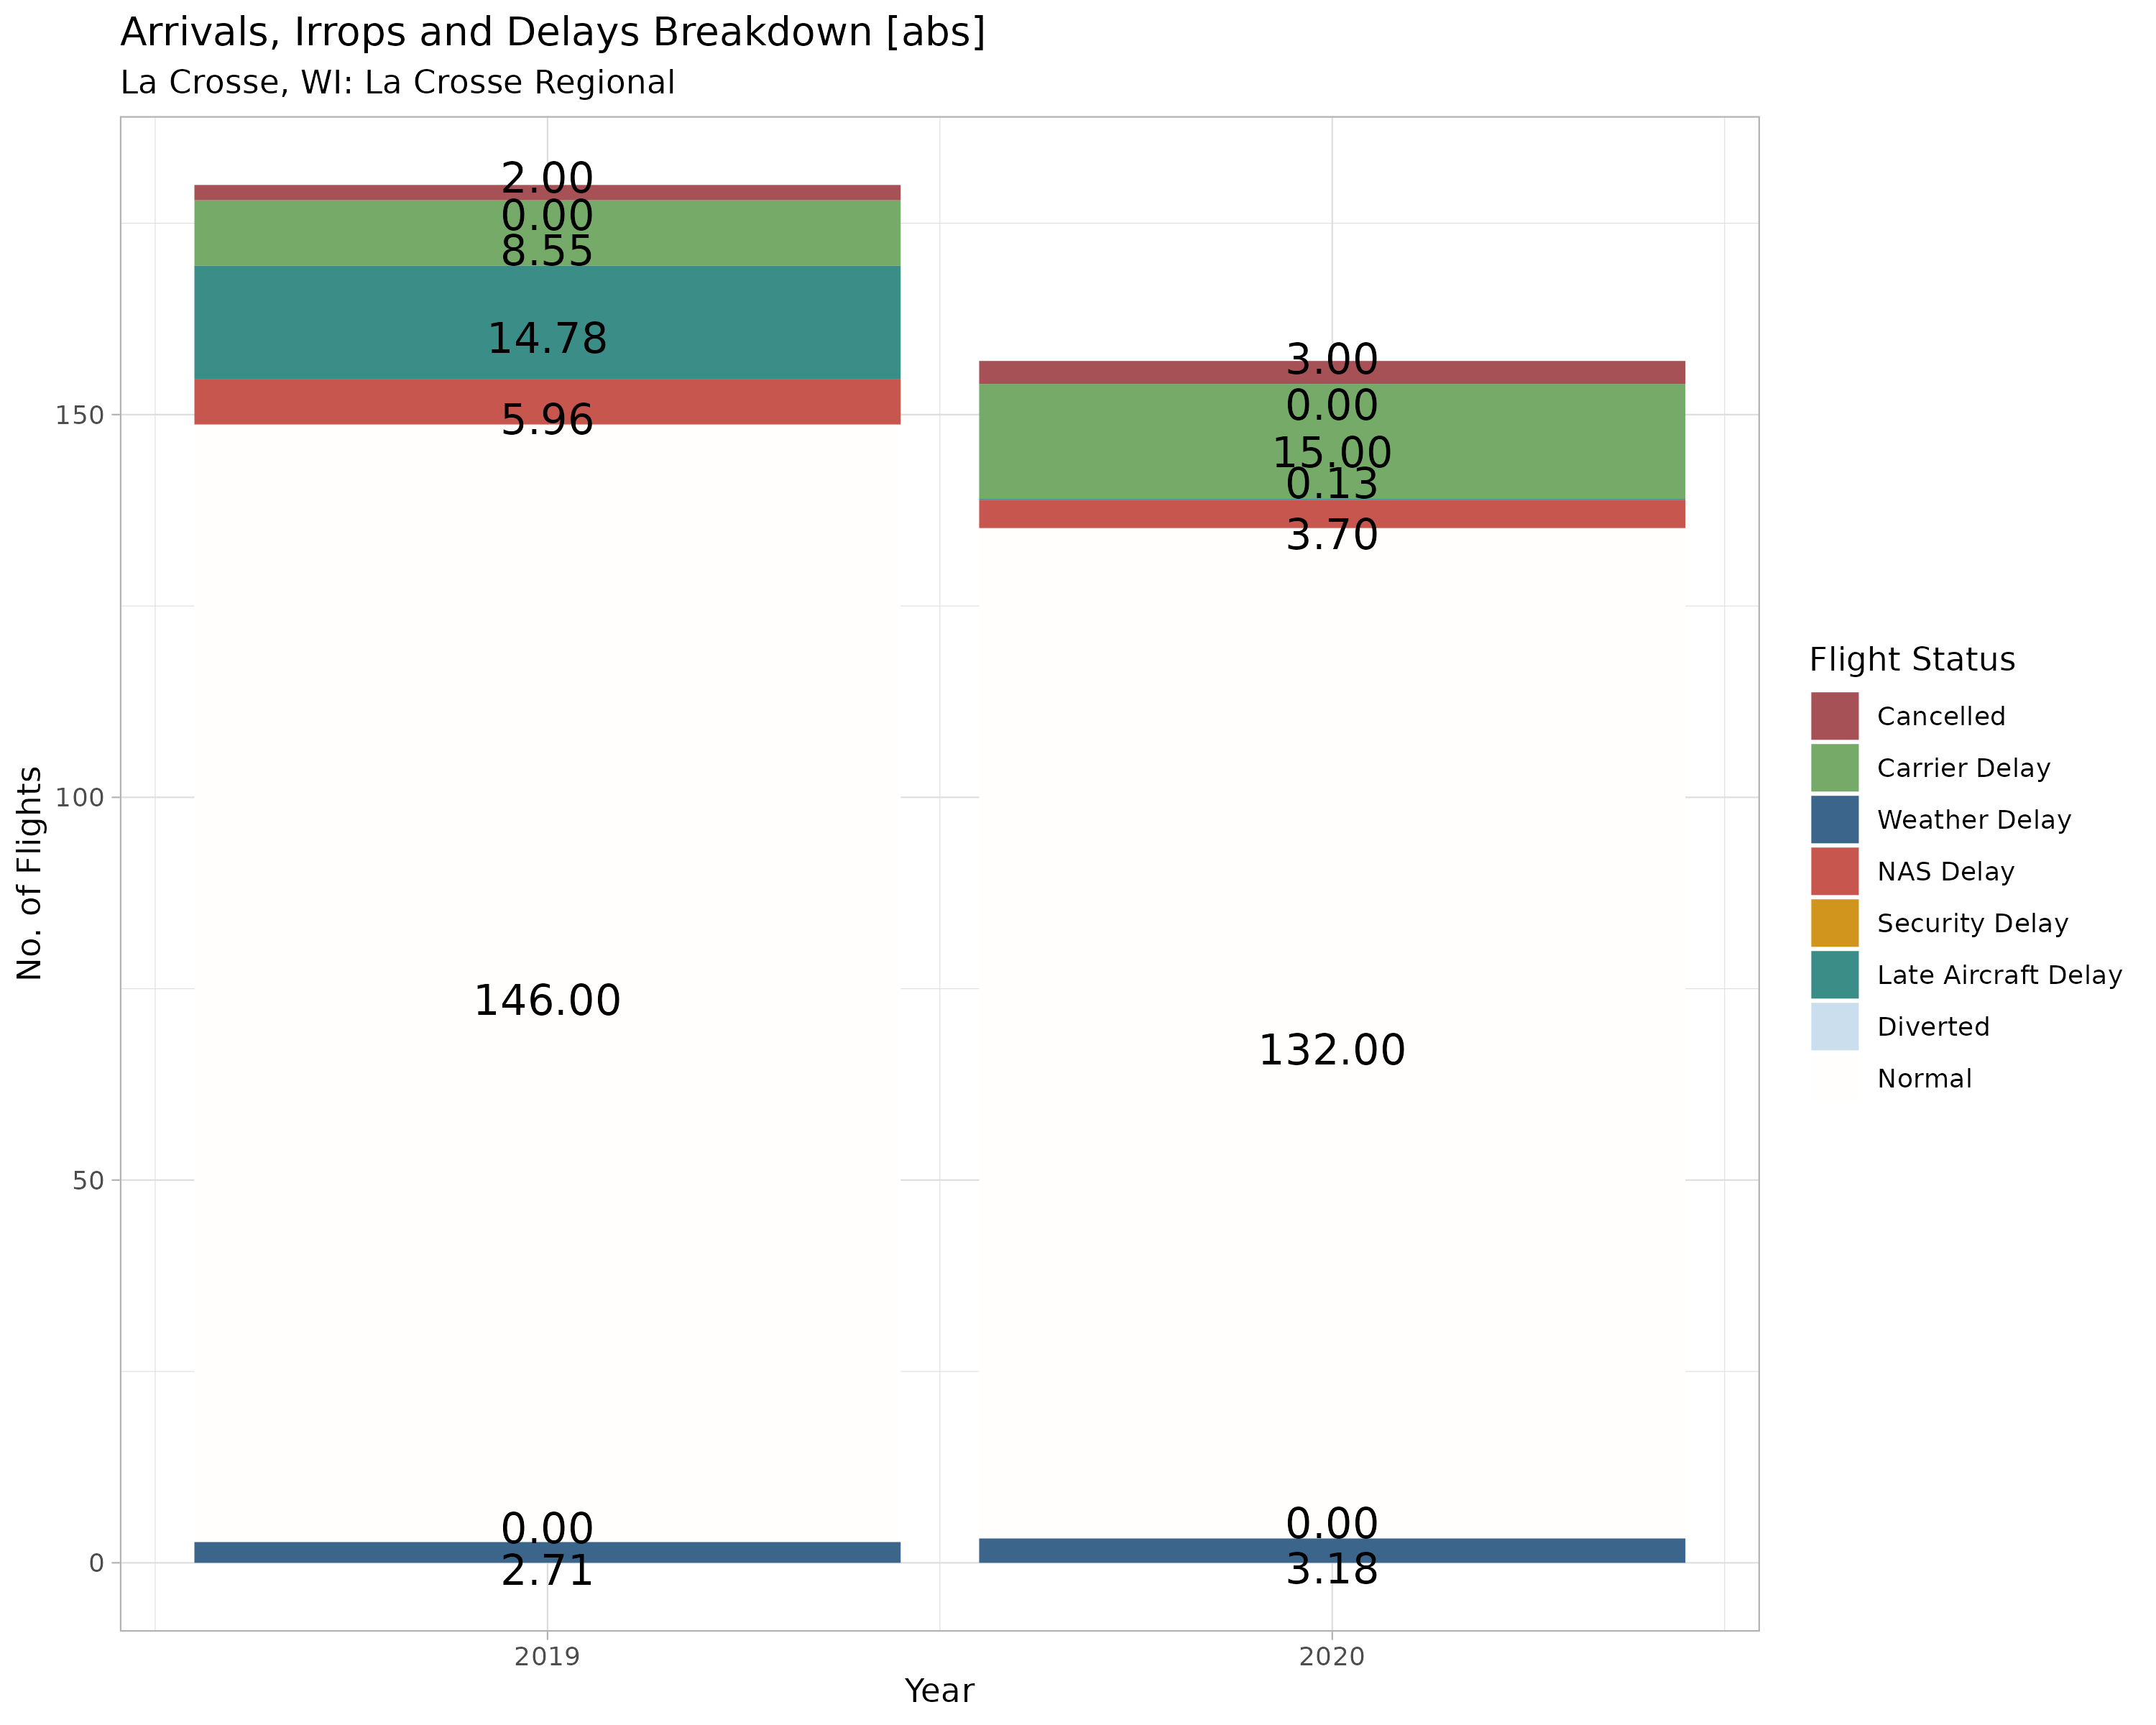 Arrivals, Irrops and Delays Breakdown [abs]
La Crosse, WI: La Crosse Regional
2.00
0.00
8.55
14.78
5.96
146.00
0.00
2.71
3.00
0.00
15.00
0.13
3.70
132.00
0.00
3.18
150
100
50
0
No. of Flights
2019
2020
Year
Flight Status
Cancelled
Carrier Delay
Weather Delay
NAS Delay
Security Delay
Late Aircraft Delay
Diverted
Normal